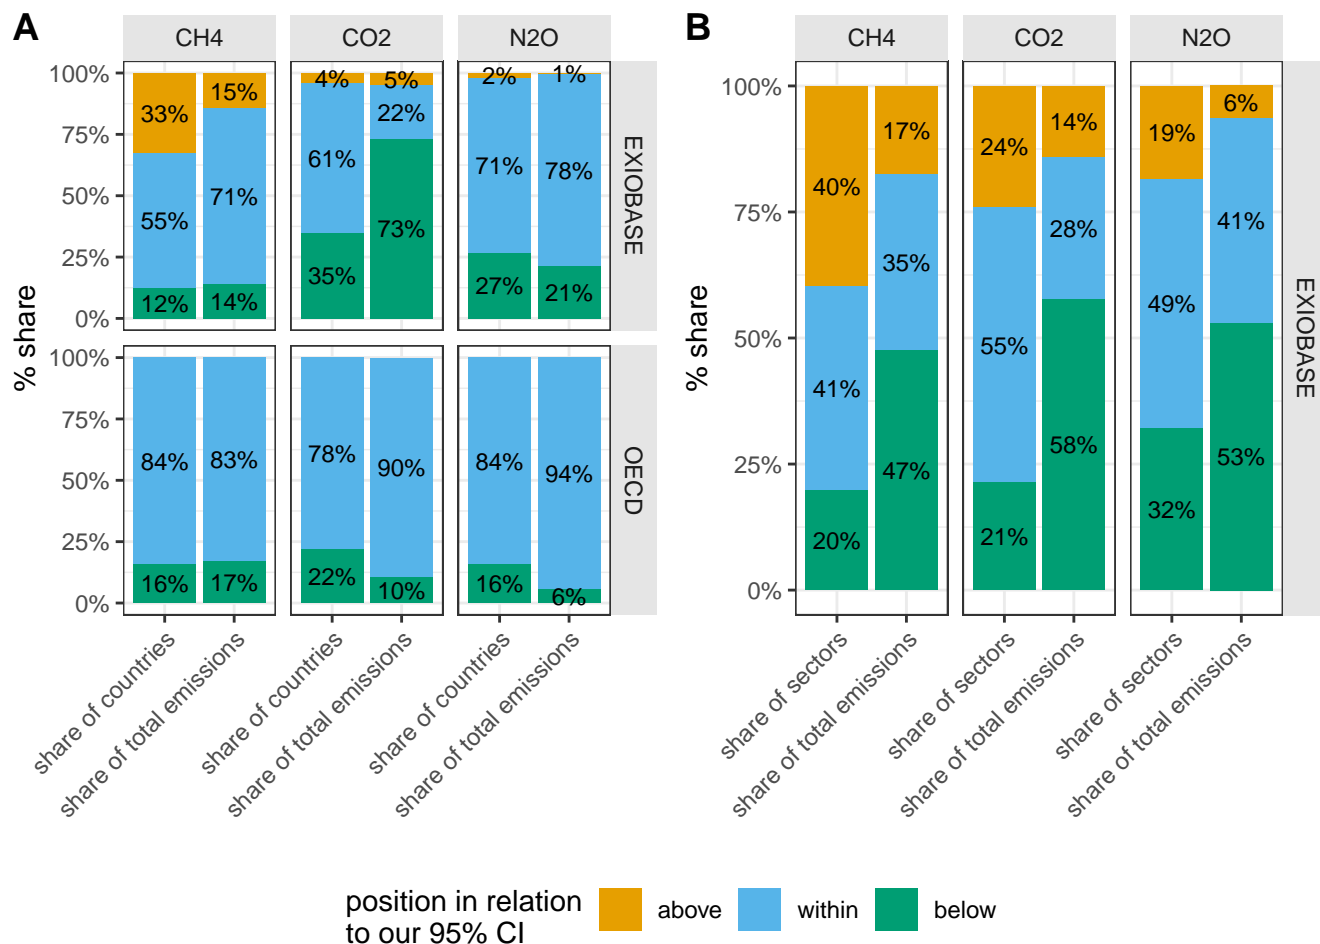 A
CH4
CO2
N2O
EXIOBASE
OECD
% share
100%
75%
50%
25%
0%
33%
55%
12%
15%
71%
14%
4%
61%
35%
5%
22%
73%
2%
71%
27%
1%
78%
21%
100%
75%
50%
25%
0%
84%
16%
83%
17%
78%
22%
90%
10%
84%
16%
94%
6%
share of countries
share of total emissions
share of countries
share of total emissions
share of countries
share of total emissions
B
CH4
CO2
N2O
EXIOBASE
% share
100%
75%
50%
25%
0%
40%
41%
20%
17%
35%
47%
24%
55%
21%
14%
28%
58%
19%
49%
32%
6%
41%
53%
share of sectors
share of total emissions
share of sectors
share of total emissions
share of sectors
share of total emissions
position in relation
to our 95% CI
above
within
below